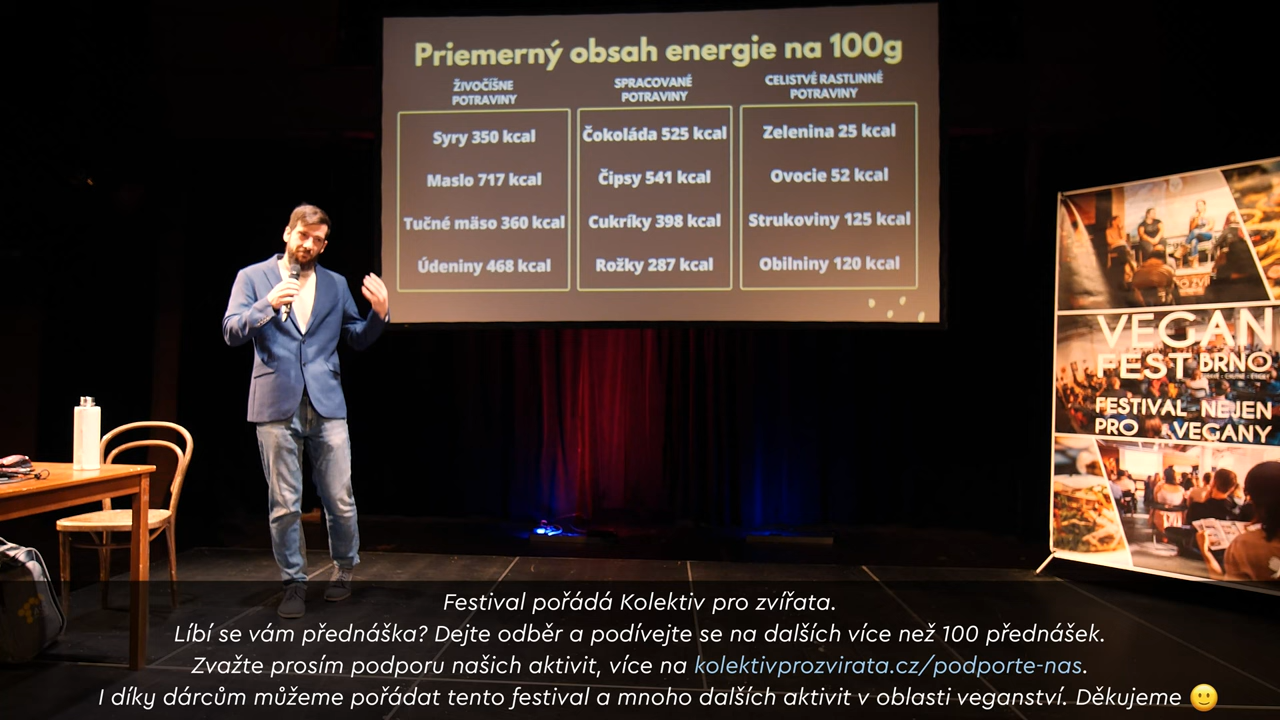 Priemerný obsah energie na 100g
ŽIVOČÍŠNE
POTRAVINY
Syry 350 kcal
Maslo 717 kcal
Tučné mäso 360 kcal
Údeniny 468 kcal
SPRACOVANÉ
POTRAVINY
Čokoláda 525 kcal
Čipsy 541 kcal
Cukríky 398 kcal
Rožky 287 kcal
CELISTVÉ RASTLINNÉ
POTRAVINY
Zelenina 25 kcal
Ovocie 52 kcal
Strukoviny 125 kcal
Obilniny 120 kcal
VEGAN
FEST BRNO
FESTIVAL NEJEN
PRO VEGANY
Festival pořádá Kolektiv pro zvířata.
Líbí se vám přednáška? Dejte odběr a podívejte se na dalších více než 100 přednášek.
Zvažte prosím podporu našich aktivit, více na kolektivprozvirata.cz/podporte-nas.
I díky dárcům můžeme pořádat tento festival a mnoho dalších aktivit v oblasti veganství. Děkujeme 🙂